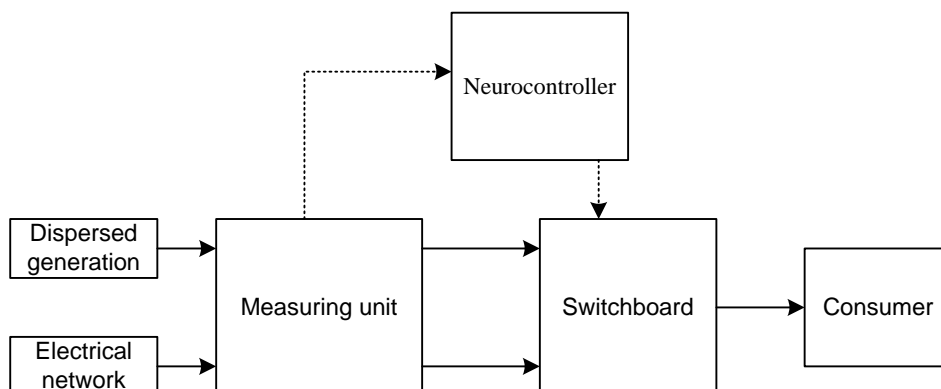 Neurocontroller
Dispersed
generation
Measuring unit
Switchboard
Consumer
Electrical
network